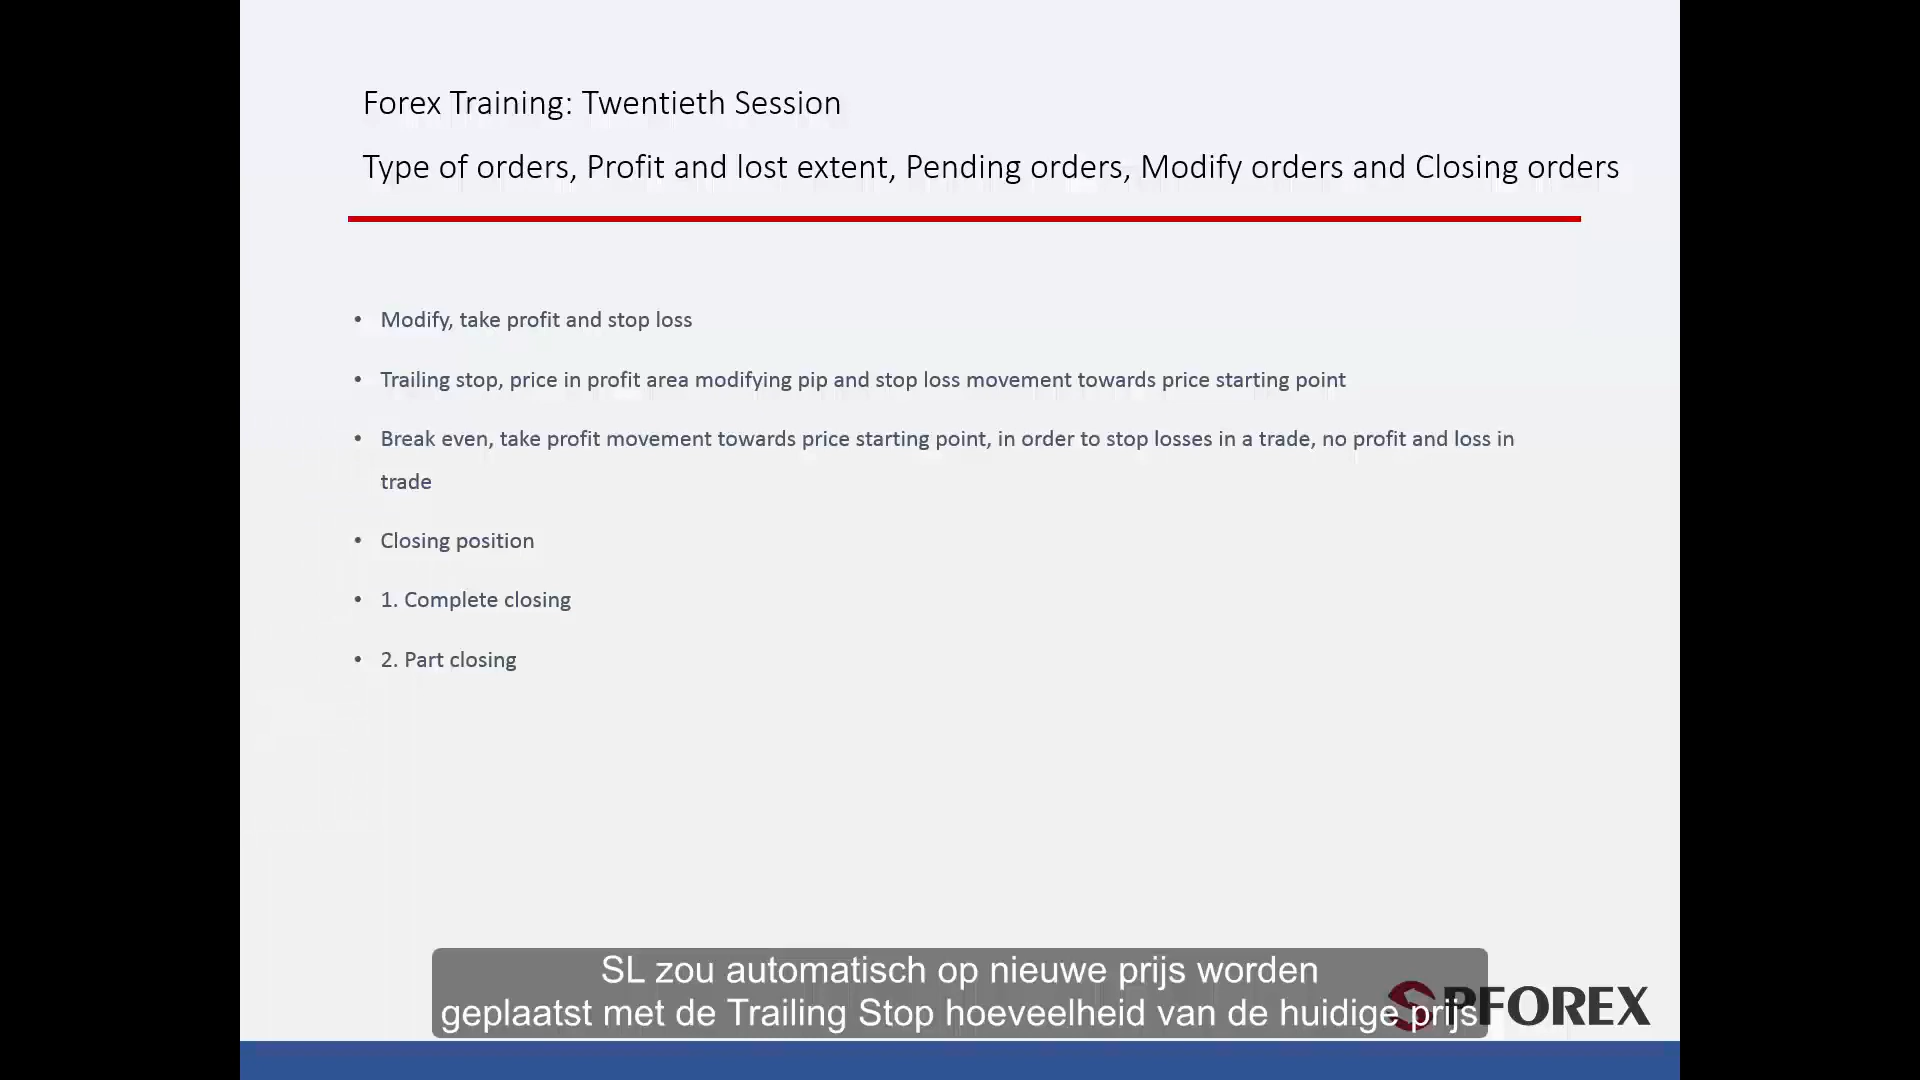 Forex Training: Twentieth Session
Type of orders, Profit and lost extent, Pending orders, Modify orders and Closing orders
• Modify, take profit and stop loss
• Trailing stop, price in profit area modifying pip and stop loss movement towards price starting point
• Break even, take profit movement towards price starting point, in order to stop losses in a trade, no profit and loss in
trade
• Closing position
• 1. Complete closing
• 2. Part closing
SL zou automatisch op nieuwe prijs worden
geplaatst met de Trailing Stop hoeveelheid van de huidige prijs
SPFOREX